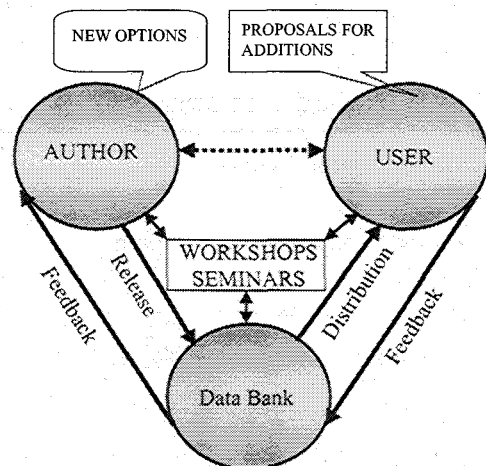 NEW OPTIONS
PROPOSALS FOR
ADDITIONS
AUTHOR
USER
WORKSHOPS
SEMINARS
Feedback
Release
Distribution
Feedback
Data Bank